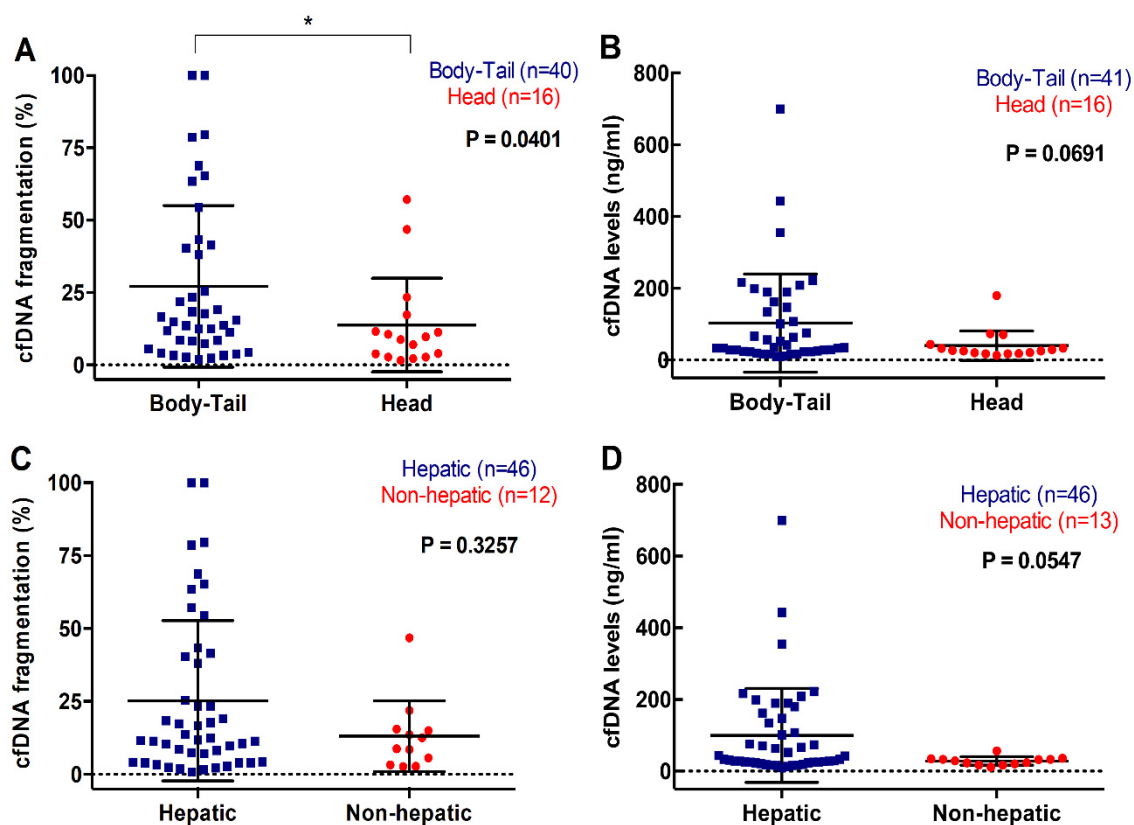 *
A
cfDNA fragmentation (%)
100
75
50
25
0
Body-Tail (n=40)
Head (n=16)
P = 0.0401
Body-Tail
Head
B
cfDNA levels (ng/ml)
800
600
400
200
0
Body-Tail (n=41)
Head (n=16)
P = 0.0691
Body-Tail
Head
C
cfDNA fragmentation (%)
100
75
50
25
0
Hepatic (n=46)
Non-hepatic (n=12)
P = 0.3257
Hepatic
Non-hepatic
D
cfDNA levels (ng/ml)
800
600
400
200
0
Hepatic (n=46)
Non-hepatic (n=13)
P = 0.0547
Hepatic
Non-hepatic